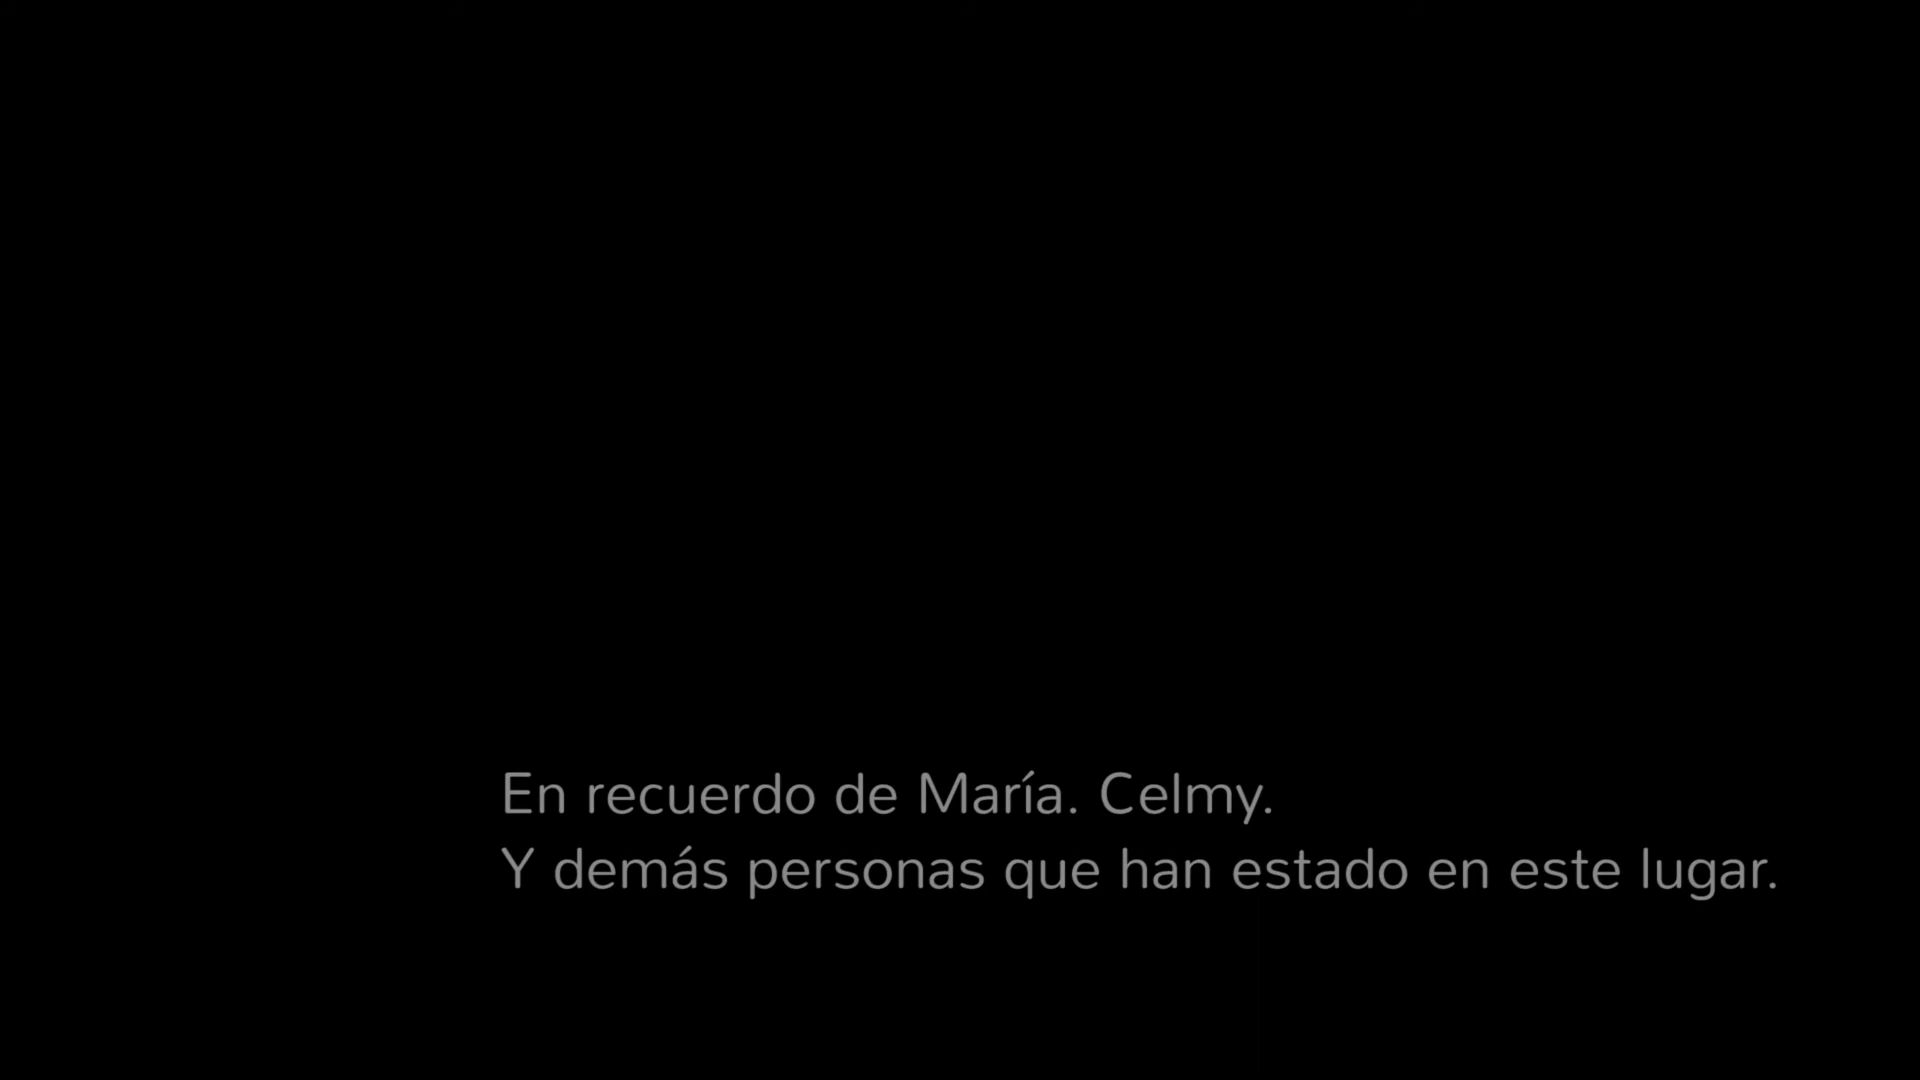 En recuerdo de María. Celmy.
Y demás personas que han estado en este lugar.